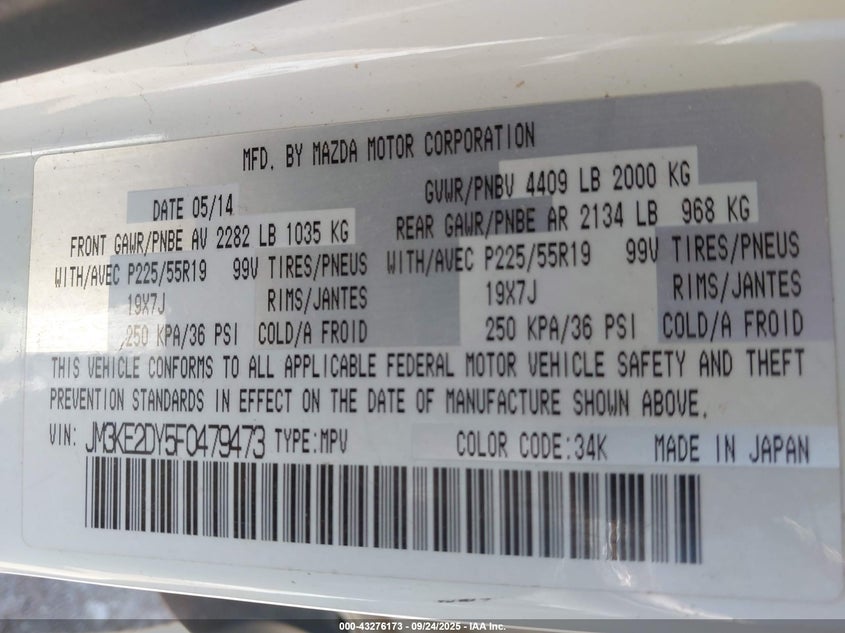 MFD. BY MAZDA MOTOR CORPORATION
DATE 05/14
GVWR/PNBV 4409 LB 2000 KG
FRONT GAWR/PNBE AV 2282 LB 1035 KG
REAR GAWR/PNBE AR 2134 LB 968 KG
WITH/AVEC P225/55R19 99V TIRES/PNEUS
WITH/AVEC P225/55R19 99V TIRES/PNEUS
19X7J RIMS/JANTES
19X7J RIMS/JANTES
250 KPA/36 PSI COLD/A FROID
250 KPA/36 PSI COLD/A FROID
THIS VEHICLE CONFORMS TO ALL APPLICABLE FEDERAL MOTOR VEHICLE SAFETY AND THEFT
PREVENTION STANDARDS IN EFFECT ON THE DATE OF MANUFACTURE SHOWN ABOVE.
VIN: JM3KE2DY5F0479473 TYPE:MPV COLOR CODE:34K MADE IN JAPAN
000-43276173 - 09/24/2025 - IAA Inc.